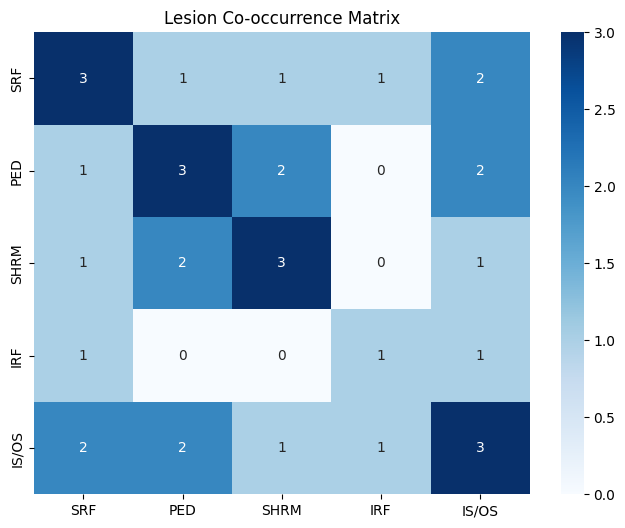 Lesion Co-occurrence Matrix
SRF 3 1 1 1 2
PED 1 3 2 0 2
SHRM 1 2 3 0 1
IRF 1 0 0 1 1
IS/OS 2 2 1 1 3
SRF PED SHRM IRF IS/OS
3.0
2.5
2.0
1.5
1.0
0.5
0.0